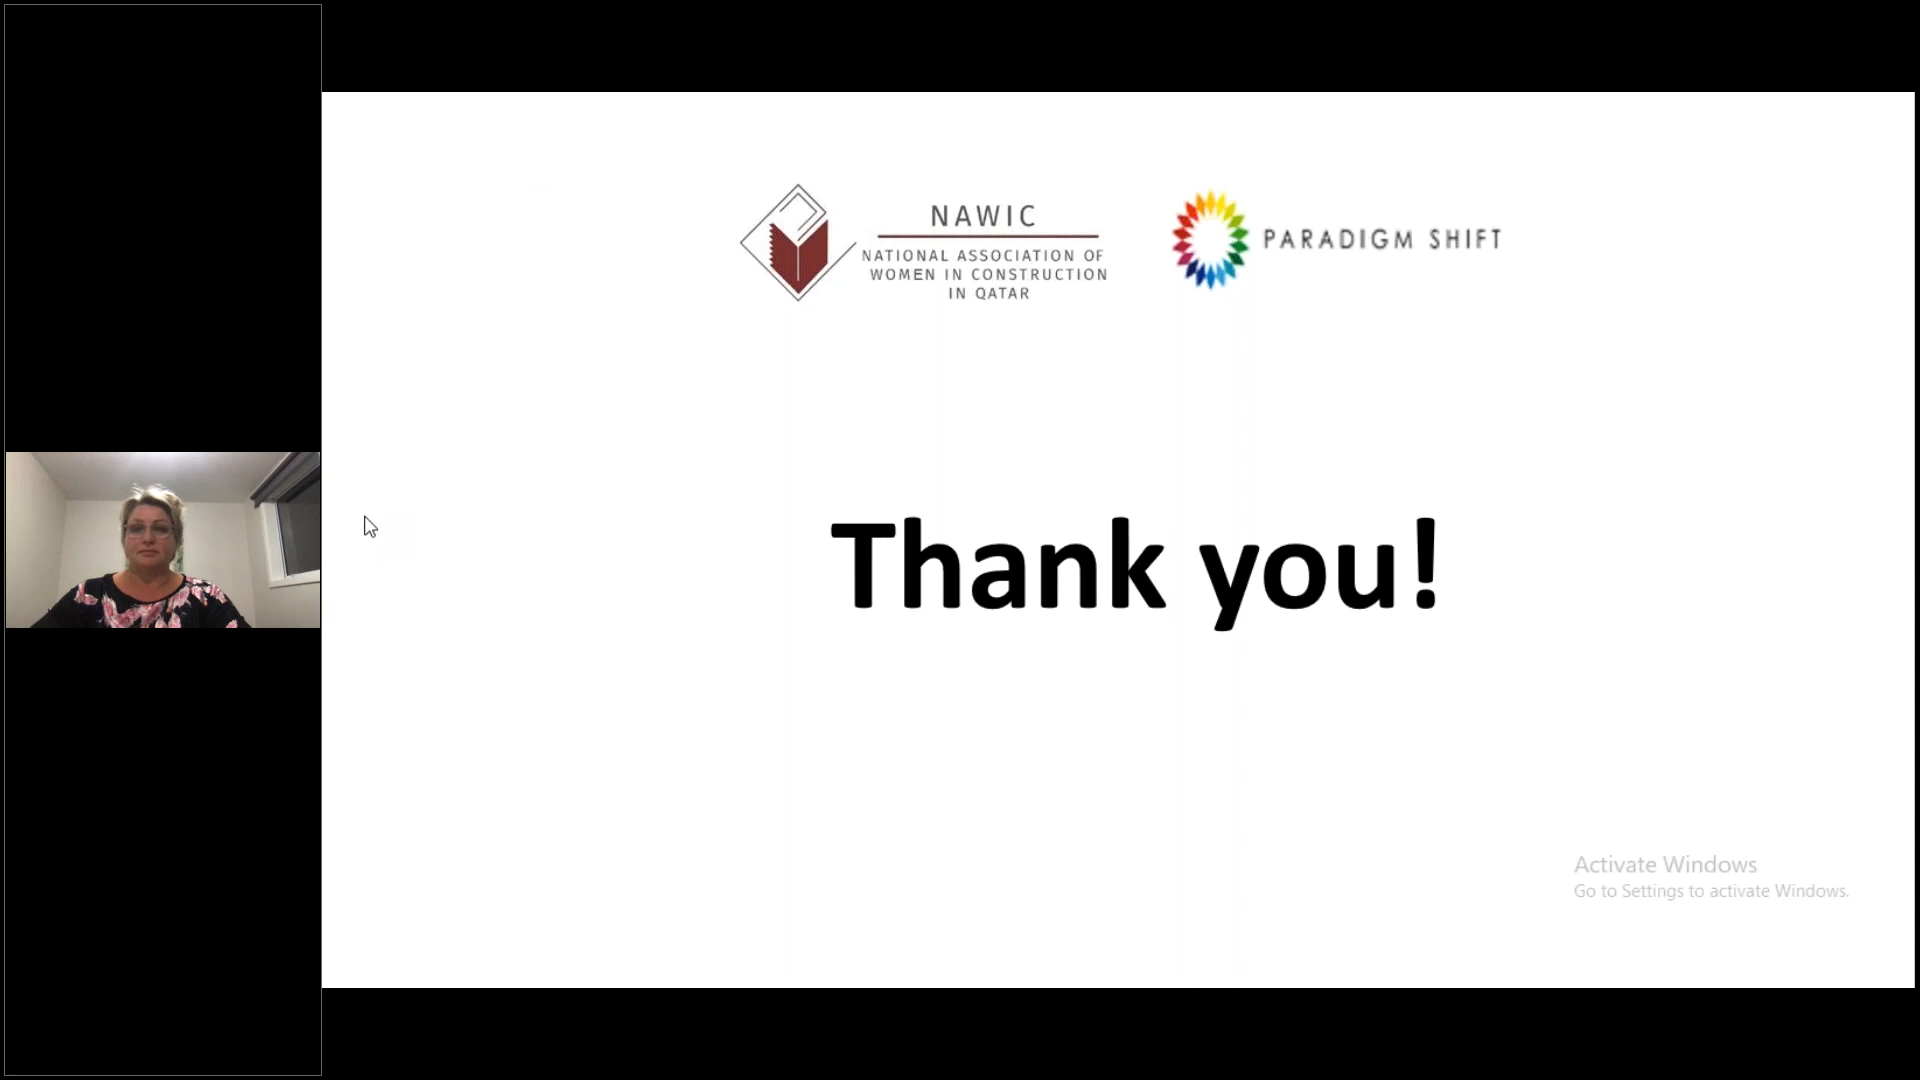 NAWIC
NATIONAL ASSOCIATION OF
WOMEN IN CONSTRUCTION
IN QATAR
PARADIGM SHIFT
Thank you!
Activate Windows
Go to Settings to activate Windows.